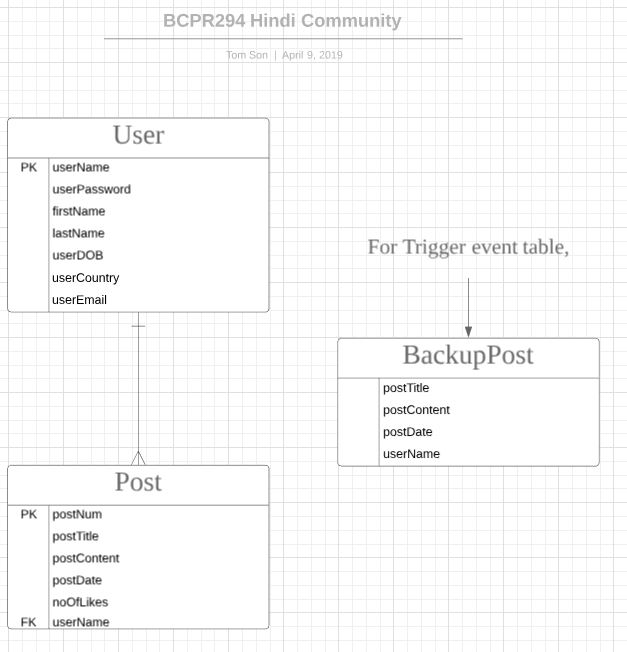 BCPR294 Hindi Community
Tom Son | April 9, 2019
User
PK userName
userPassword
firstName
lastName
userDOB
userCountry
userEmail
For Trigger event table,
BackupPost
postTitle
postContent
postDate
userName
Post
PK postNum
postTitle
postContent
postDate
noOfLikes
FK userName